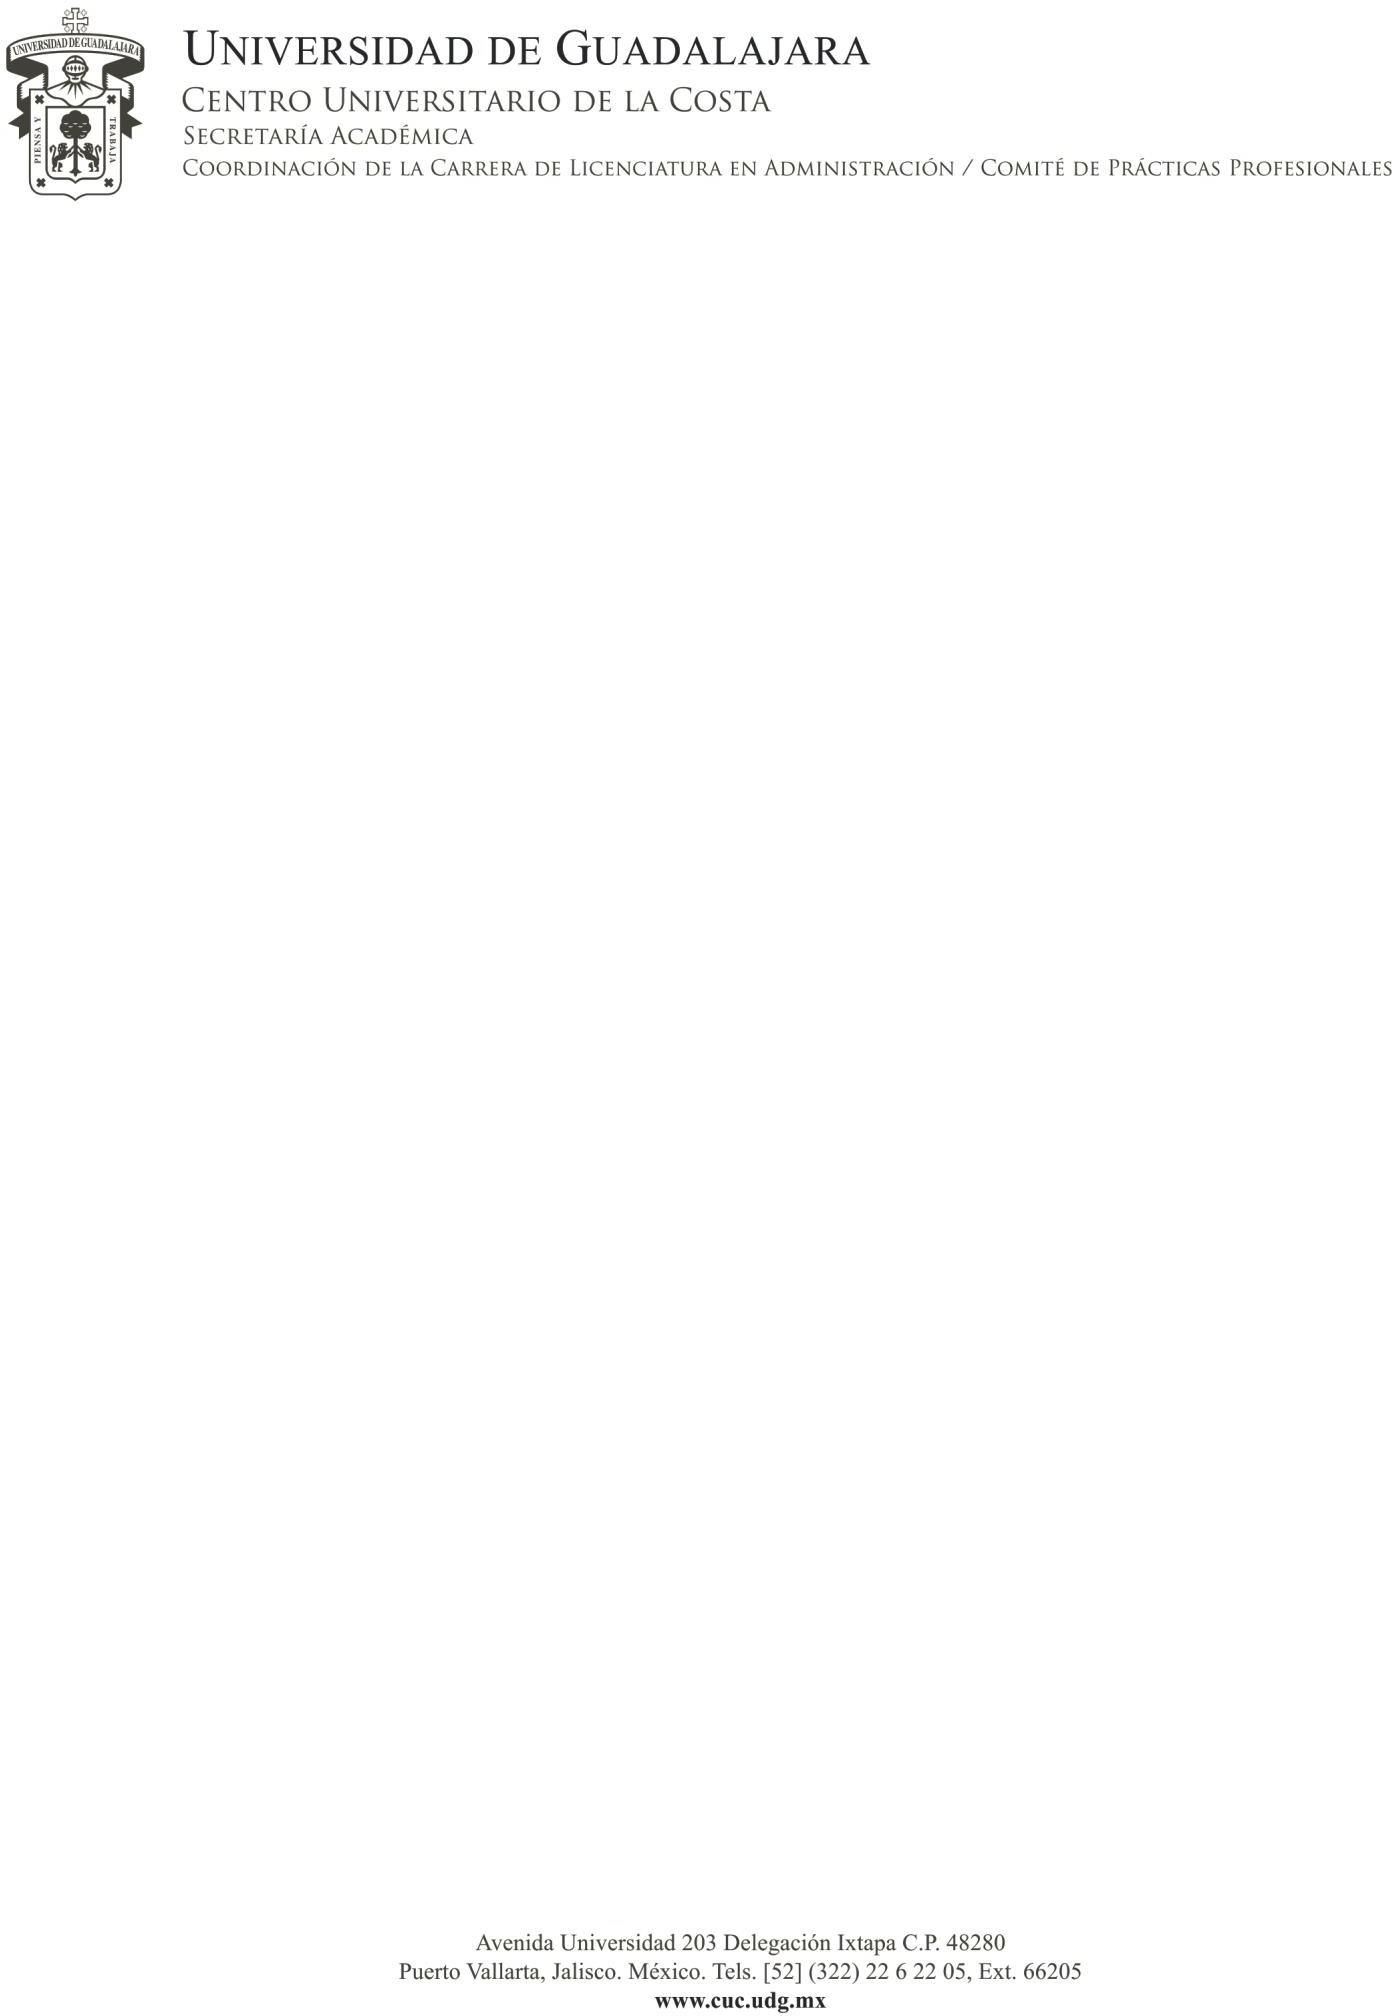 UNIVERSIDAD DE GUADALAJARA
PIENSA Y
TRABAJA
UNIVERSIDAD DE GUADALAJARA
CENTRO UNIVERSITARIO DE LA COSTA
SECRETARÍA ACADÉMICA
COORDINACIÓN DE LA CARRERA DE LICENCIATURA EN ADMINISTRACIÓN / COMITÉ DE PRÁCTICAS PROFESIONALES
Avenida Universidad 203 Delegación Ixtapa C.P. 48280
Puerto Vallarta, Jalisco. México. Tels. [52] (322) 22 6 22 05, Ext. 66205
www.cuc.udg.mx